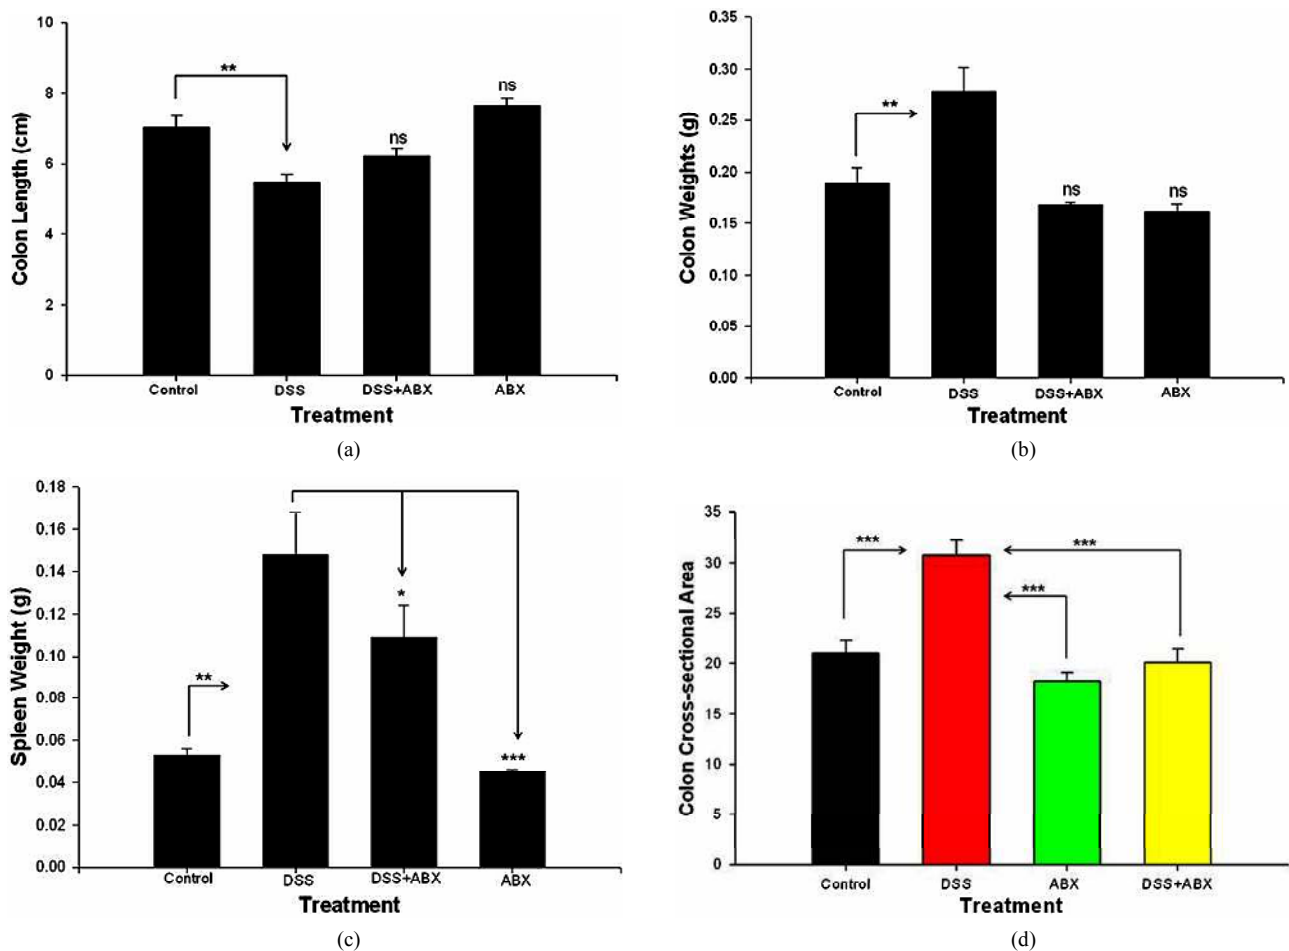 Colon Length (cm)
10
8
6
4
2
0
**
ns
ns
Control
DSS
DSS+ABX
ABX
Treatment
(a)
Colon Weights (g)
0.35
0.30
0.25
0.20
0.15
0.10
0.05
0.00
**
ns
ns
Control
DSS
DSS+ABX
ABX
Treatment
(b)
Spleen Weight (g)
0.18
0.16
0.14
0.12
0.10
0.08
0.06
0.04
0.02
0.00
**
*
***
Control
DSS
DSS+ABX
ABX
Treatment
(c)
Colon Cross-sectional Area
35
30
25
20
15
10
5
0
***
***
***
Control
DSS
ABX
DSS+ABX
Treatment
(d)